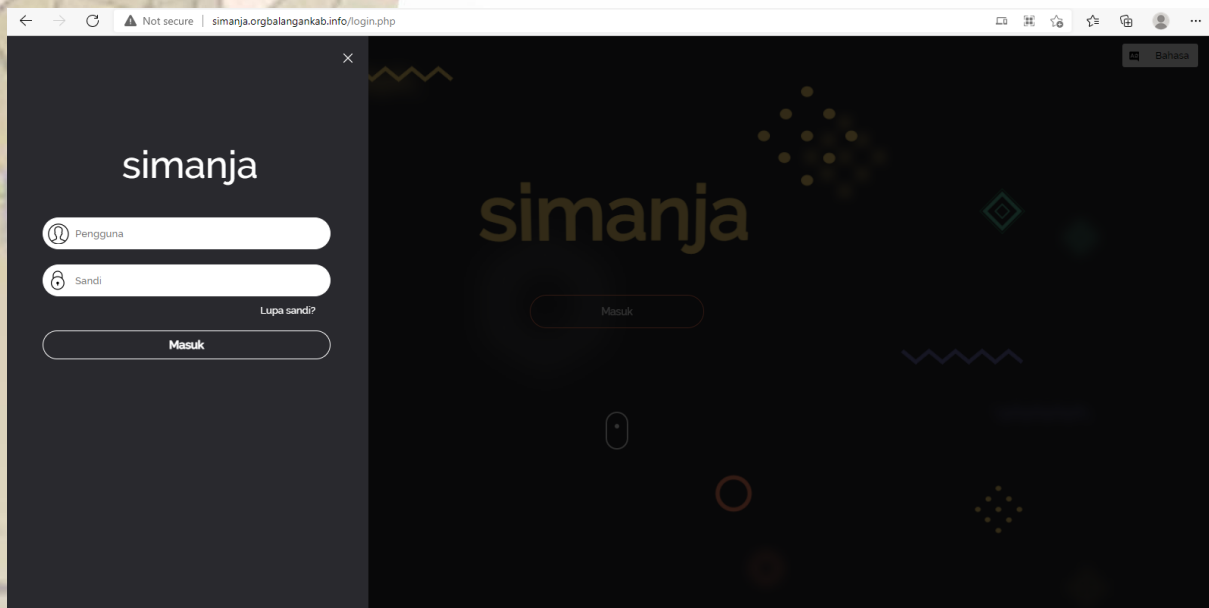 Not secure | simanja.orgbalangankab.info/login.php
Bahasa
simanja
Pengguna
Sandi
Lupa sandi?
Masuk
simanja
Masuk